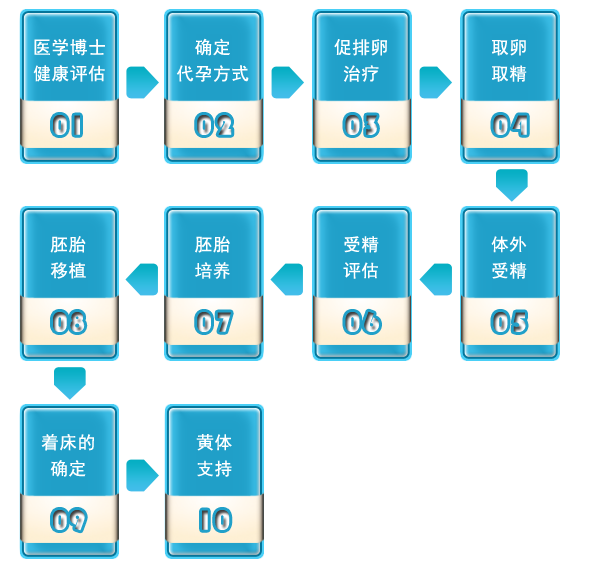 医学博士
健康评估
01
确定
代孕方式
02
促排卵
治疗
03
取卵
取精
04
体外
受精
05
受精
评估
06
胚胎
培养
07
胚胎
移植
08
着床的
确定
09
黄体
支持
10